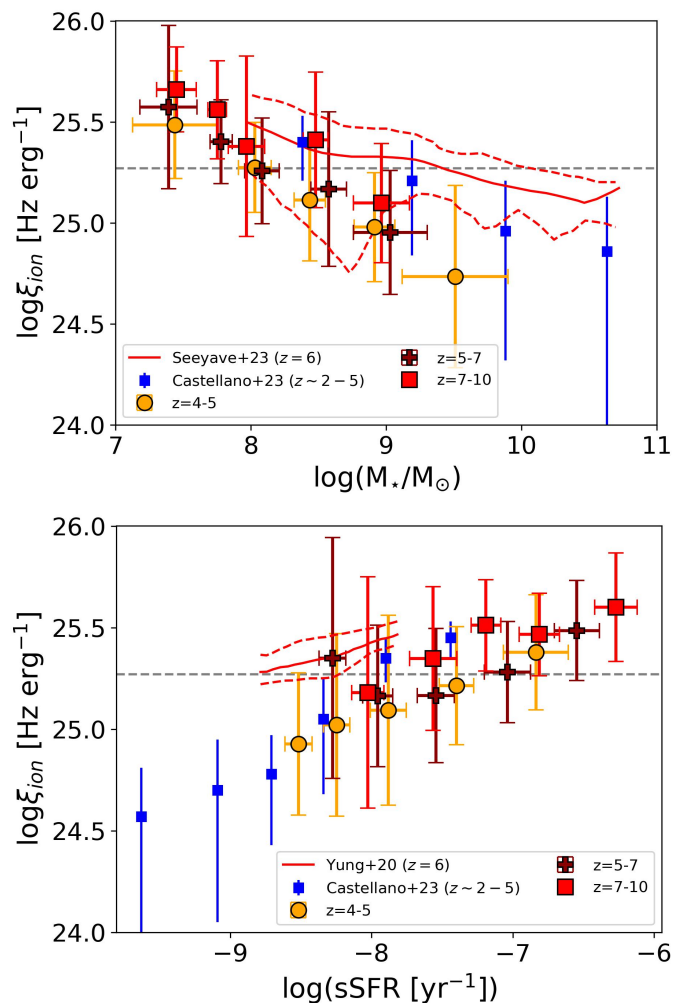 26.0
25.5
25.0
24.5
24.0
logξ_ion [Hz erg⁻¹]
Seeyave+23 (z = 6)
Castellano+23 (z ~ 2 − 5)
z=4-5
z=5-7
z=7-10
7 8 9 10 11
log(M⋆/M⊙)
26.0
25.5
25.0
24.5
24.0
logξ_ion [Hz erg⁻¹]
Yung+20 (z = 6)
Castellano+23 (z ~ 2 − 5)
z=4-5
z=5-7
z=7-10
−9 −8 −7 −6
log(sSFR [yr⁻¹])